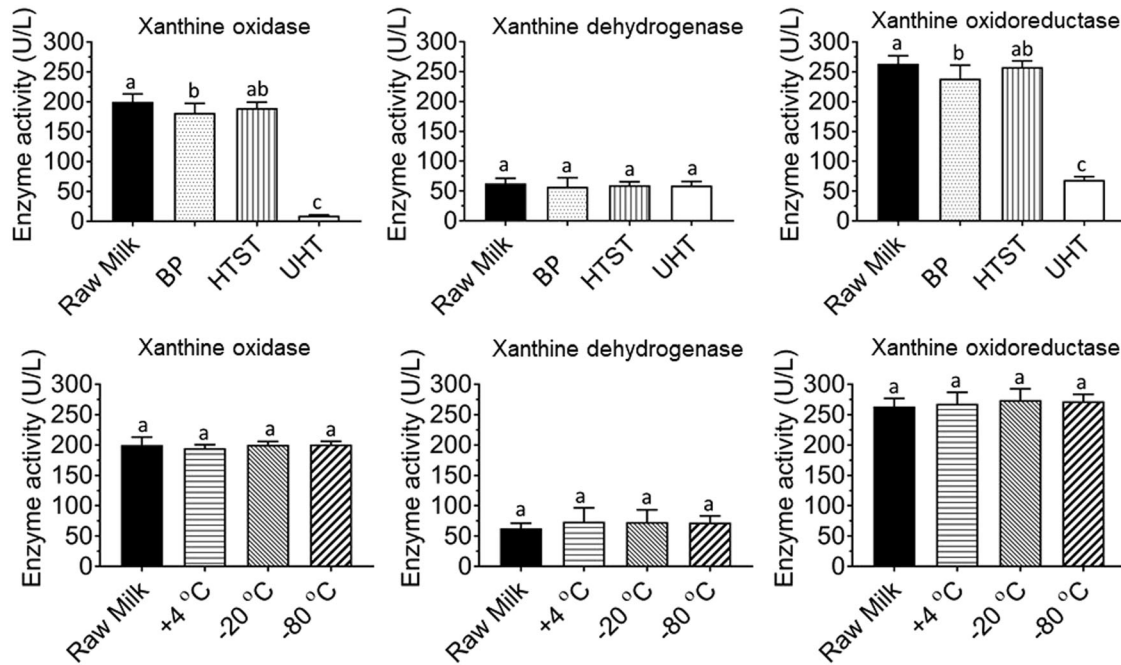 Xanthine oxidase
Enzyme activity (U/L)
300
250
200
150
100
50
0
a
b
ab
c
Raw Milk
BP
HTST
UHT
Xanthine dehydrogenase
Enzyme activity (U/L)
300
250
200
150
100
50
0
a
a
a
a
Raw Milk
BP
HTST
UHT
Xanthine oxidoreductase
Enzyme activity (U/L)
300
250
200
150
100
50
0
a
b
ab
c
Raw Milk
BP
HTST
UHT
Xanthine oxidase
Enzyme activity (U/L)
300
250
200
150
100
50
0
a
a
a
a
Raw Milk
+4 °C
-20 °C
-80 °C
Xanthine dehydrogenase
Enzyme activity (U/L)
300
250
200
150
100
50
0
a
a
a
a
Raw Milk
+4 °C
-20 °C
-80 °C
Xanthine oxidoreductase
Enzyme activity (U/L)
300
250
200
150
100
50
0
a
a
a
a
Raw Milk
+4 °C
-20 °C
-80 °C